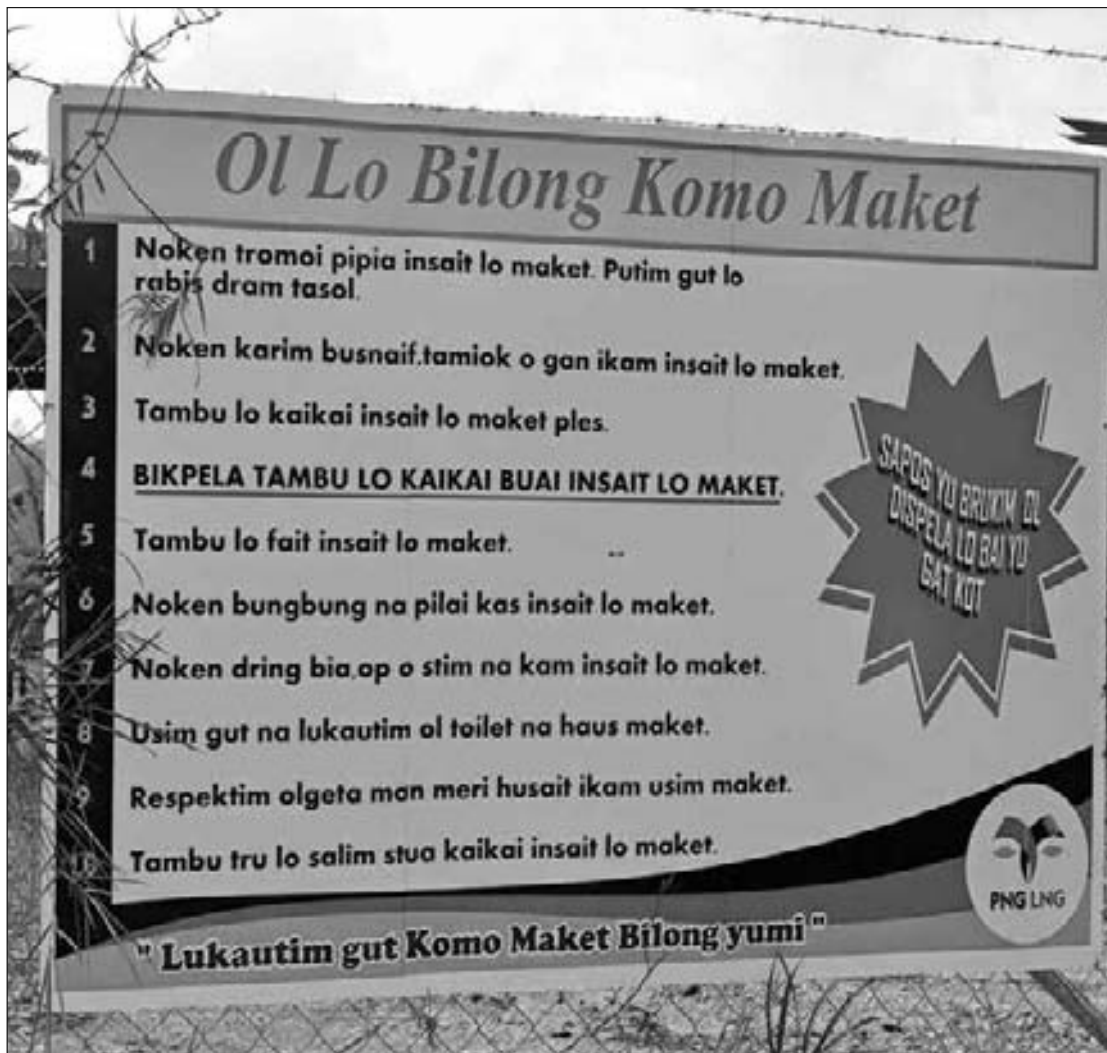 Ol Lo Bilong Komo Maket
1 Noken tromoi pipia insait lo maket. Putim gut lo
rabis dram tasol.
2 Noken karim busnaif,tamiok o gan ikam insait lo maket.
3 Tambu lo kaikai insait lo maket ples.
4 BIKPELA TAMBU LO KAIKAI BUAI INSAIT LO MAKET.
5 Tambu lo fait insait lo maket.
6 Noken bungbung na pilai kas insait lo maket.
7 Noken dring bia,op o stim na kam insait lo maket.
8 Usim gut na lukautim ol toilet na haus maket.
9 Respektim olgeta man meri husait ikam usim maket.
10 Tambu tru lo salim stua kaikai insait lo maket.
SAPOS YU BRUKIM OL
DISPELA LO BAI YU
GAT KOT
PNG LNG
" Lukautim gut Komo Maket Bilong yumi "